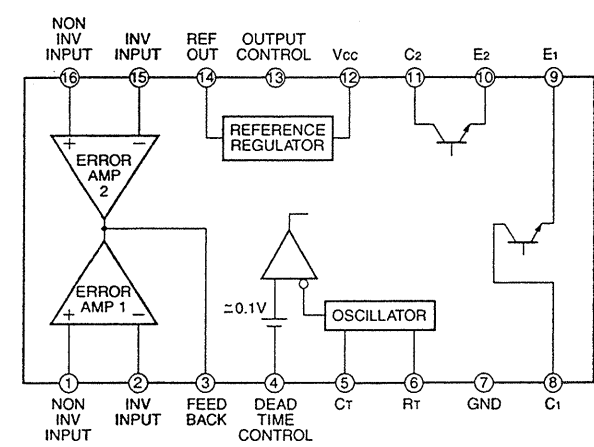 NON
INV
INPUT
INV
INPUT
REF
OUT
OUTPUT
CONTROL
VCC
C2
E2
E1
16
15
14
13
12
11
10
9
+
−
ERROR
AMP
2
REFERENCE
REGULATOR
ERROR
AMP 1
+
−
≃0.1V
OSCILLATOR
1
2
3
4
5
6
7
8
NON
INV
INPUT
INV
INPUT
FEED
BACK
DEAD
TIME
CONTROL
CT
RT
GND
C1